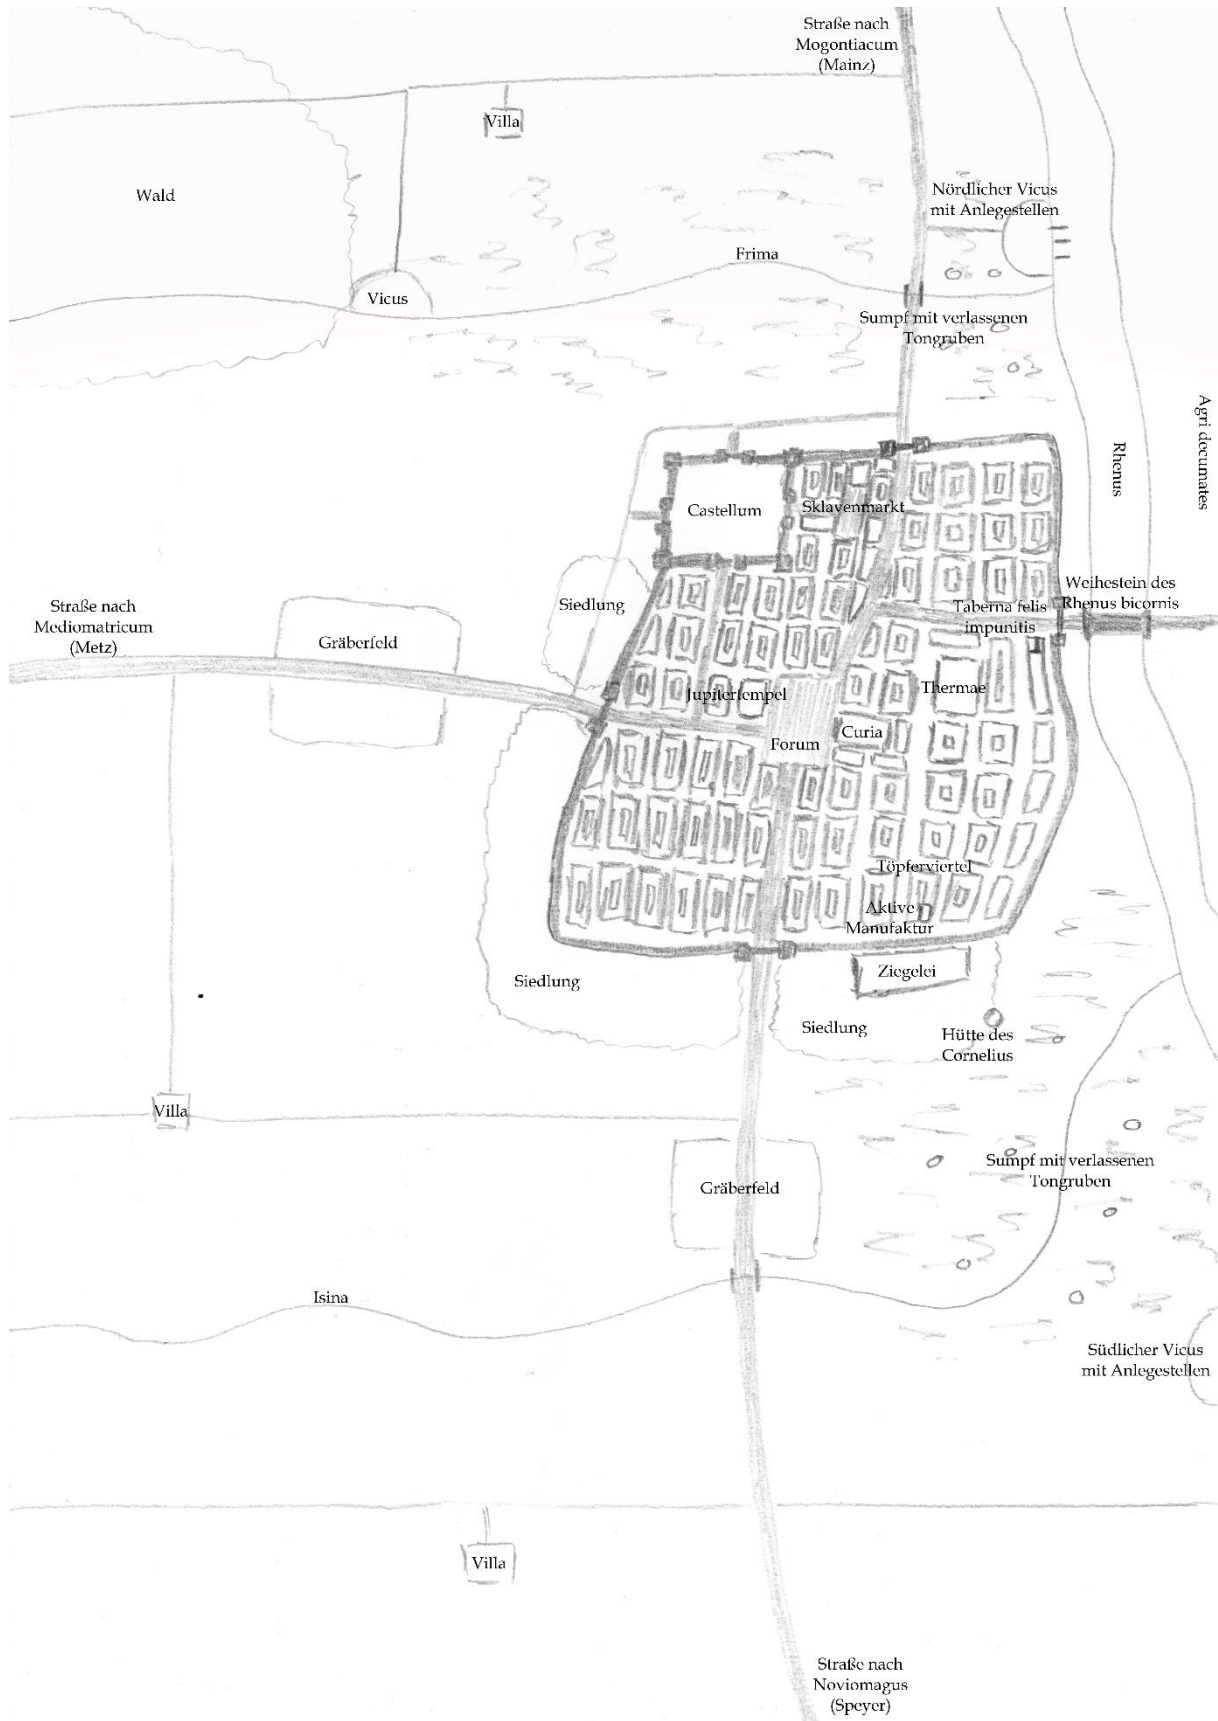 Straße nach
Mogontiacum
(Mainz)
Villa
Wald
Nördlicher Vicus
mit Anlegestellen
Frima
Vicus
Sumpf mit verlassenen
Tongruben
Agri decumates
Rhenus
Castellum
Sklavenmarkt
Siedlung
Straße nach
Mediomatricum
(Metz)
Gräberfeld
Taberna felis
impunitis
Weihestein des
Rhenus bicornis
Jupitertempel
Thermae
Forum
Curia
Töpferviertel
Aktive
Manufaktur
Ziegelei
Siedlung
Siedlung
Hütte des
Cornelius
Villa
Sumpf mit verlassenen
Tongruben
Gräberfeld
Isina
Südlicher Vicus
mit Anlegestellen
Villa
Straße nach
Noviomagus
(Speyer)